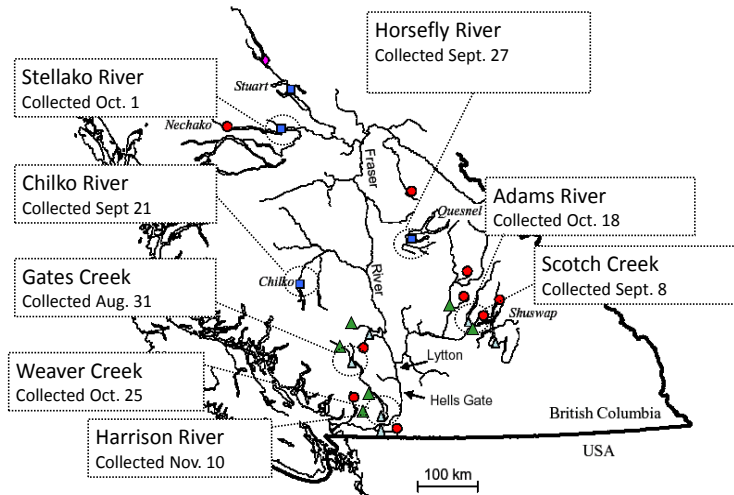 Horsefly River
Collected Sept. 27
Stellako River
Collected Oct. 1
Stuart
Nechako
Fraser
River
Chilko River
Collected Sept 21
Quesnel
Adams River
Collected Oct. 18
Gates Creek
Collected Aug. 31
Chilko
Scotch Creek
Collected Sept. 8
Shuswap
Lytton
Weaver Creek
Collected Oct. 25
Hells Gate
Harrison River
Collected Nov. 10
British Columbia
USA
100 km